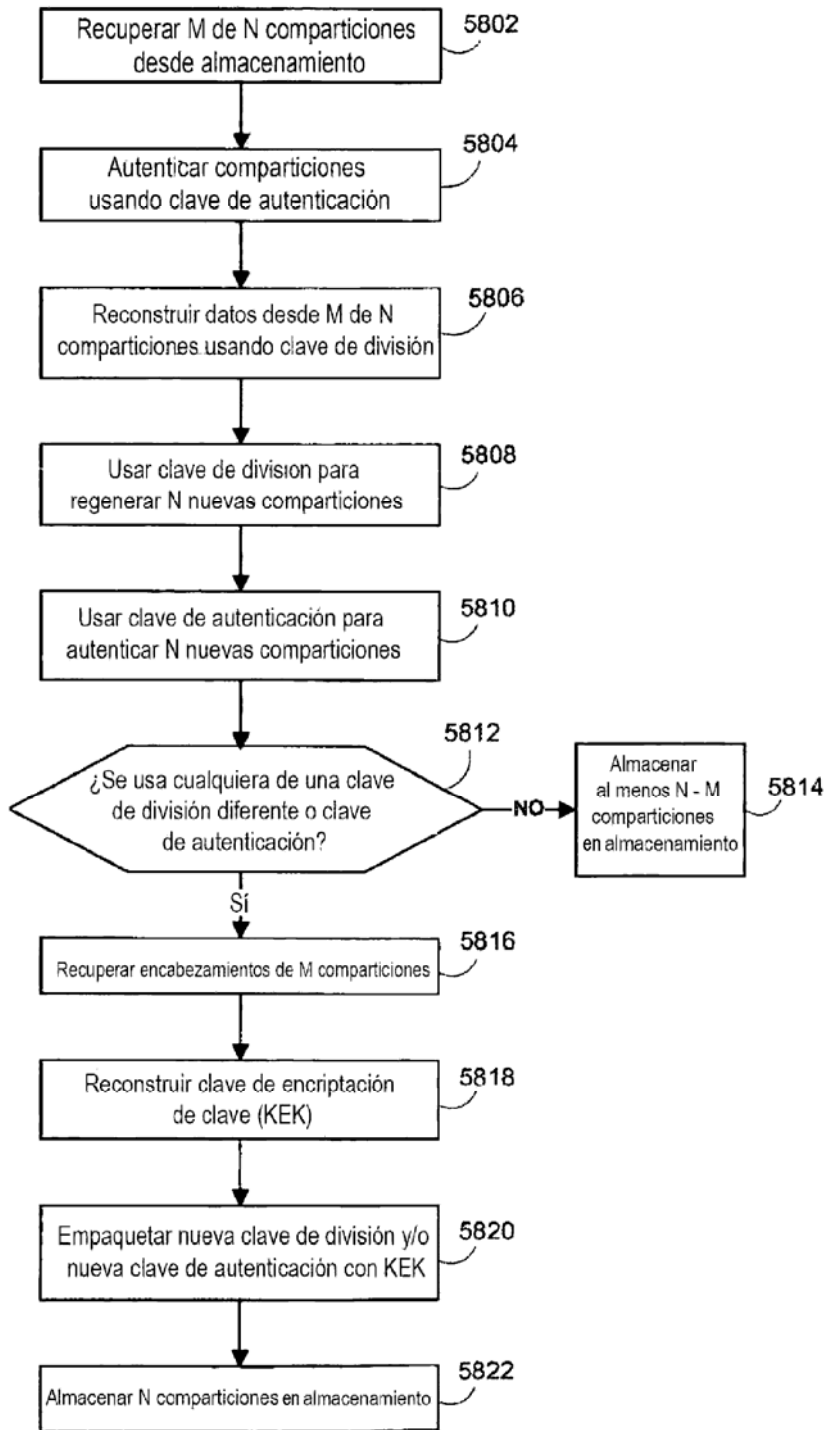 Recuperar M de N comparticiones
desde almacenamiento
5802
Autenticar comparticiones
usando clave de autenticación
5804
Reconstruir datos desde M de N
comparticiones usando clave de división
5806
Usar clave de division para
regenerar N nuevas comparticiones
5808
Usar clave de autenticación para
autenticar N nuevas comparticiones
5810
¿Se usa cualquiera de una clave
de división diferente o clave
de autenticación?
5812
NO
Almacenar
al menos N - M
comparticiones
en almacenamiento
5814
Sí
Recuperar encabezamientos de M comparticiones
5816
Reconstruir clave de encriptación
de clave (KEK)
5818
Empaquetar nueva clave de división y/o
nueva clave de autenticación con KEK
5820
Almacenar N comparticiones en almacenamiento
5822